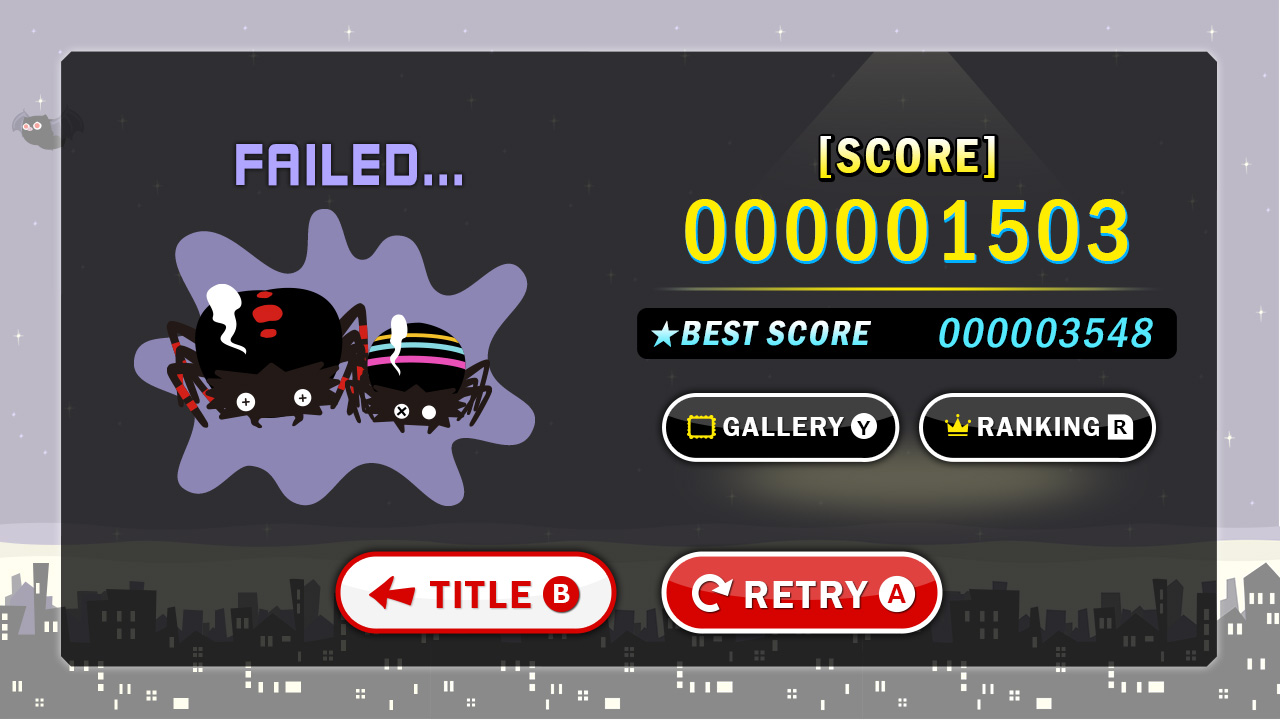 FAILED...
[SCORE]
000001503
★BEST SCORE 000003548
GALLERY Y
RANKING R
TITLE B
RETRY A